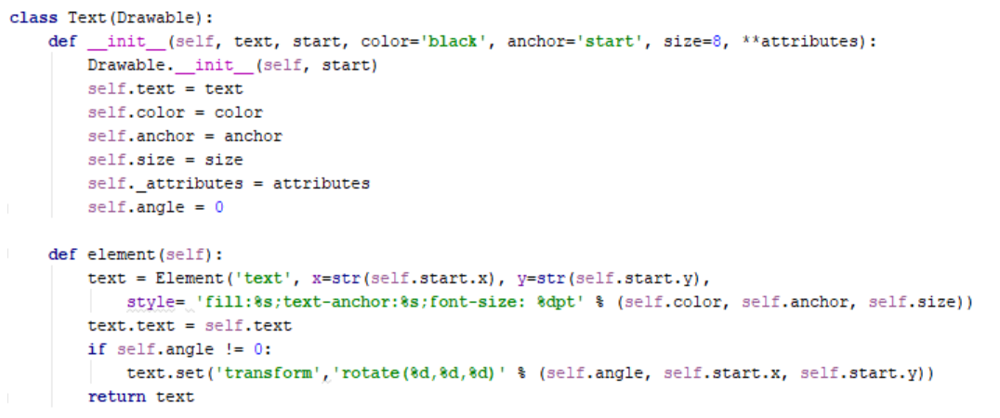 class Text(Drawable):
    def __init__(self, text, start, color='black', anchor='start', size=8, **attributes):
        Drawable.__init__(self, start)
        self.text = text
        self.color = color
        self.anchor = anchor
        self.size = size
        self._attributes = attributes
        self.angle = 0

    def element(self):
        text = Element('text', x=str(self.start.x), y=str(self.start.y),
            style= 'fill:%s;text-anchor:%s;font-size: %dpt' % (self.color, self.anchor, self.size))
        text.text = self.text
        if self.angle != 0:
            text.set('transform','rotate(%d,%d,%d)' % (self.angle, self.start.x, self.start.y))
        return text